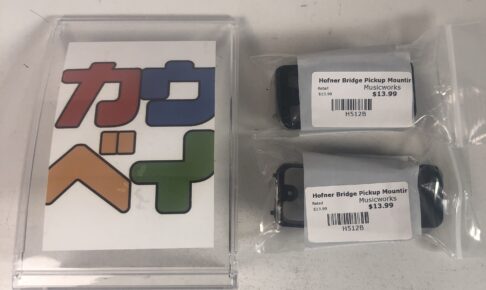 カウ
ベイ
Hofner Bridge Pickup Mountir
Retail
Musicworks
$13.99
$13.99
H512B
Hofner Bridge Pickup Mountir
Retail
Musicworks
$13.99
$13.99
H512B